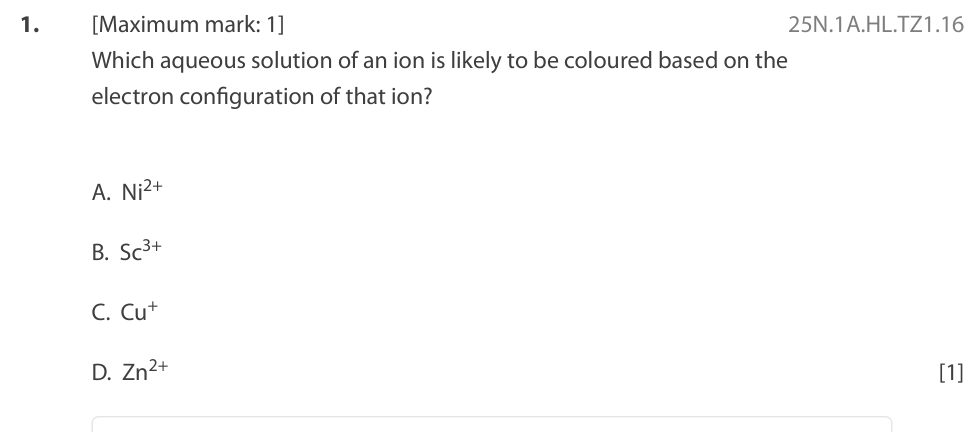 1. [Maximum mark: 1] 25N.1A.HL.TZ1.16
Which aqueous solution of an ion is likely to be coloured based on the
electron configuration of that ion?
A. Ni²⁺
B. Sc³⁺
C. Cu⁺
D. Zn²⁺ [1]